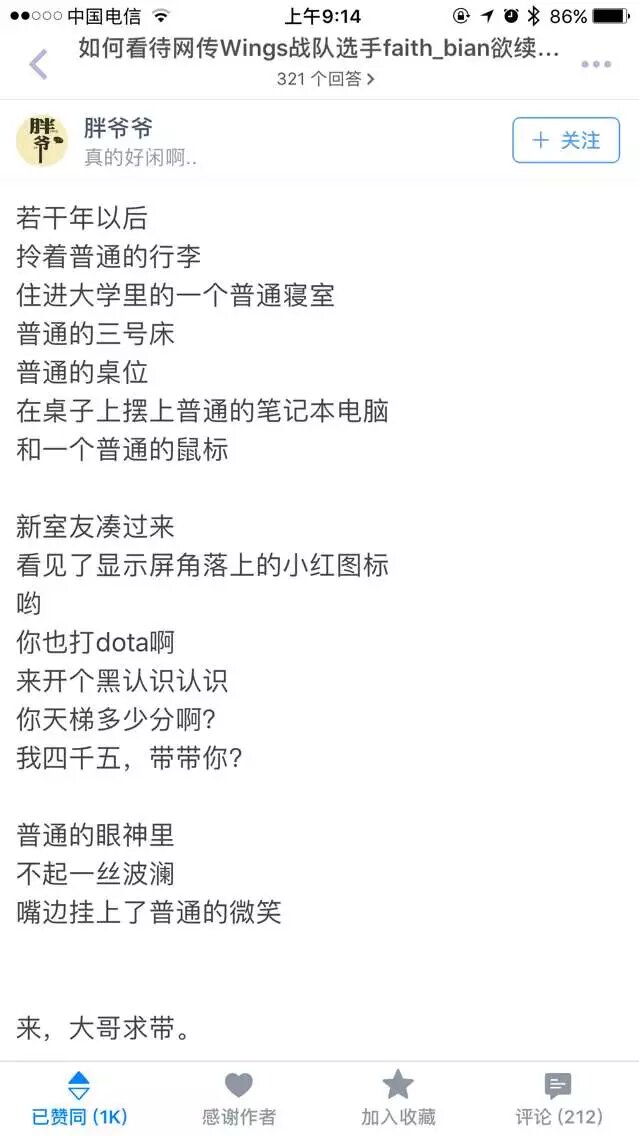 中国电信 上午9:14 86%
如何看待网传Wings战队选手faith_bian欲续...
321 个回答
胖爷
胖爷爷
真的好闲啊..
+ 关注
若干年以后
拎着普通的行李
住进大学里的一个普通寝室
普通的三号床
普通的桌位
在桌子上摆上普通的笔记本电脑
和一个普通的鼠标
新室友凑过来
看见了显示屏角落上的小红图标
哟
你也打dota啊
来开个黑认识认识
你天梯多少分啊?
我四千五，带带你?
普通的眼神里
不起一丝波澜
嘴边挂上了普通的微笑
来，大哥求带。
已赞同 (1K) 感谢作者 加入收藏 评论 (212)